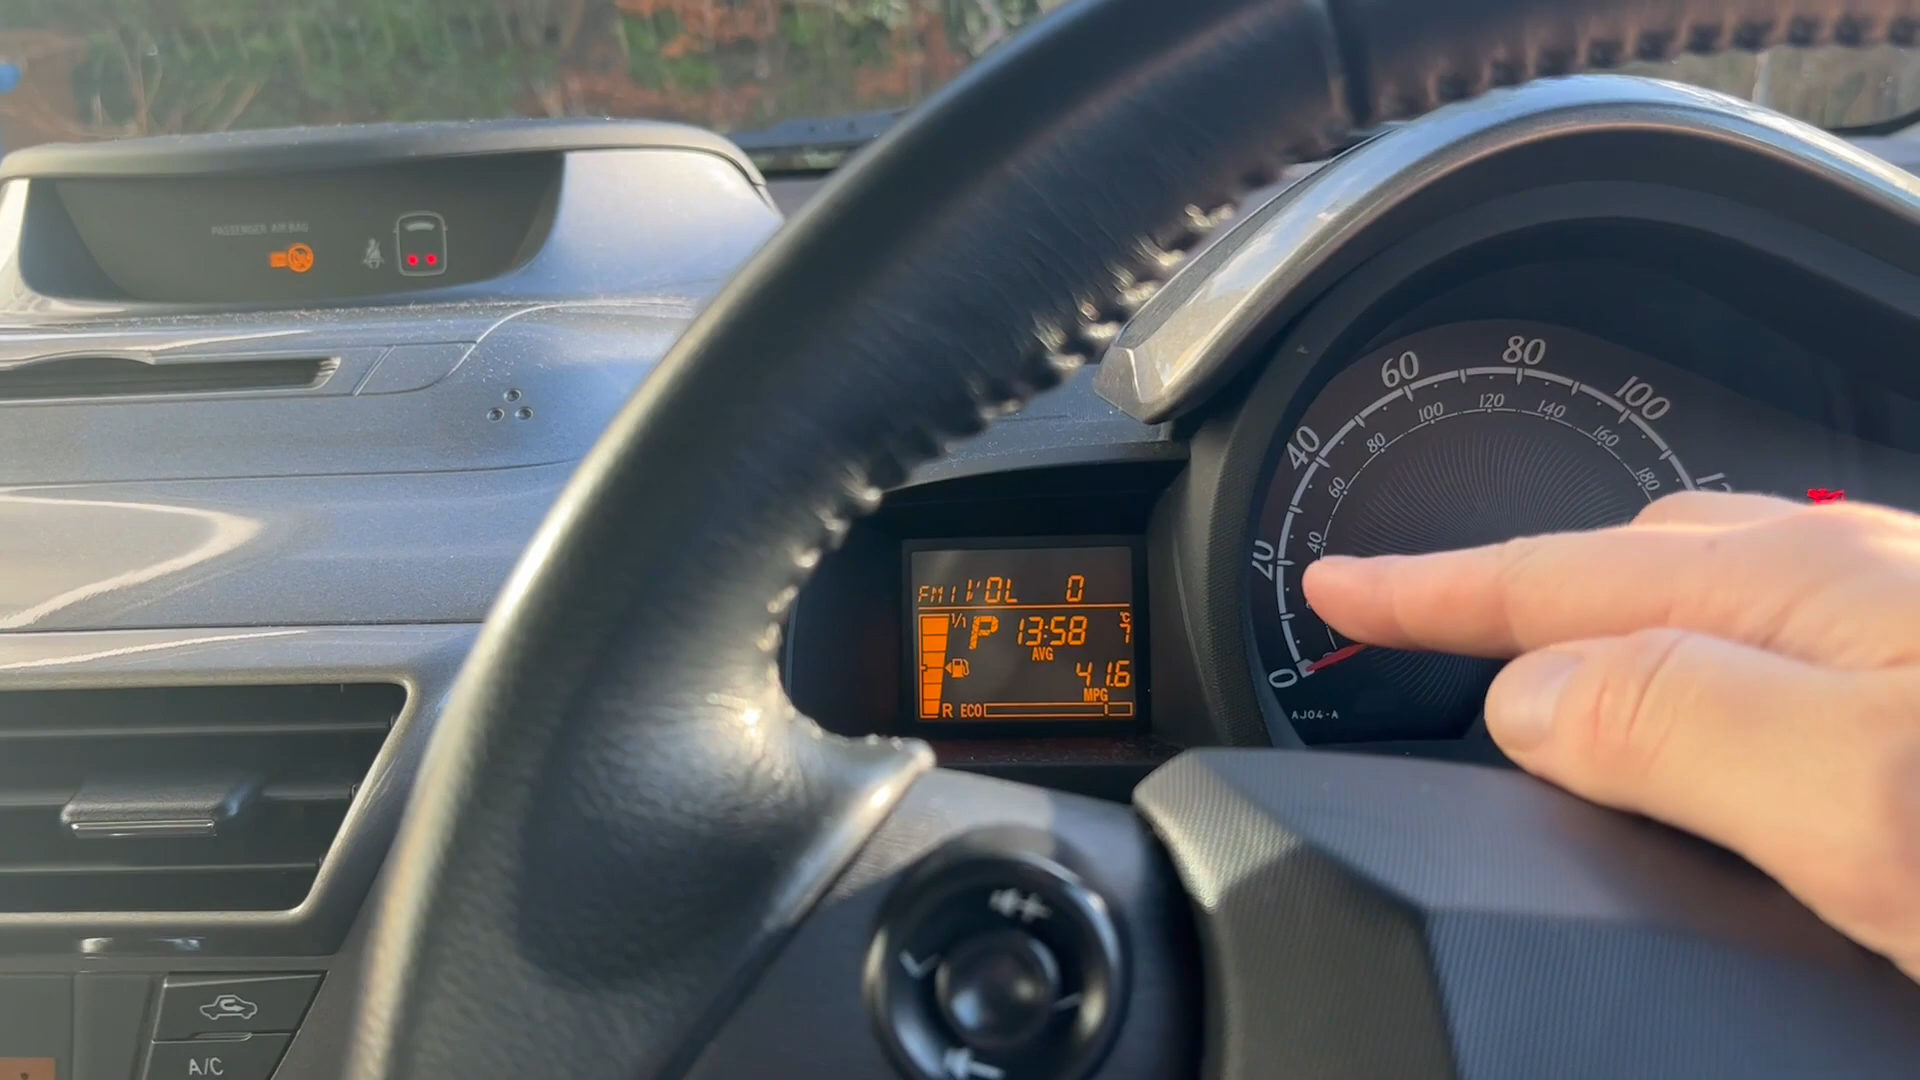 PASSENGER AIR BAG
FM1 VOL 0
1/1 P 13:58 °C 7
AVG
41.6
MPG
R ECO
0 20 40 60 80 100
40 60 80 100 120 140 160 180
AJ04-A
A/C